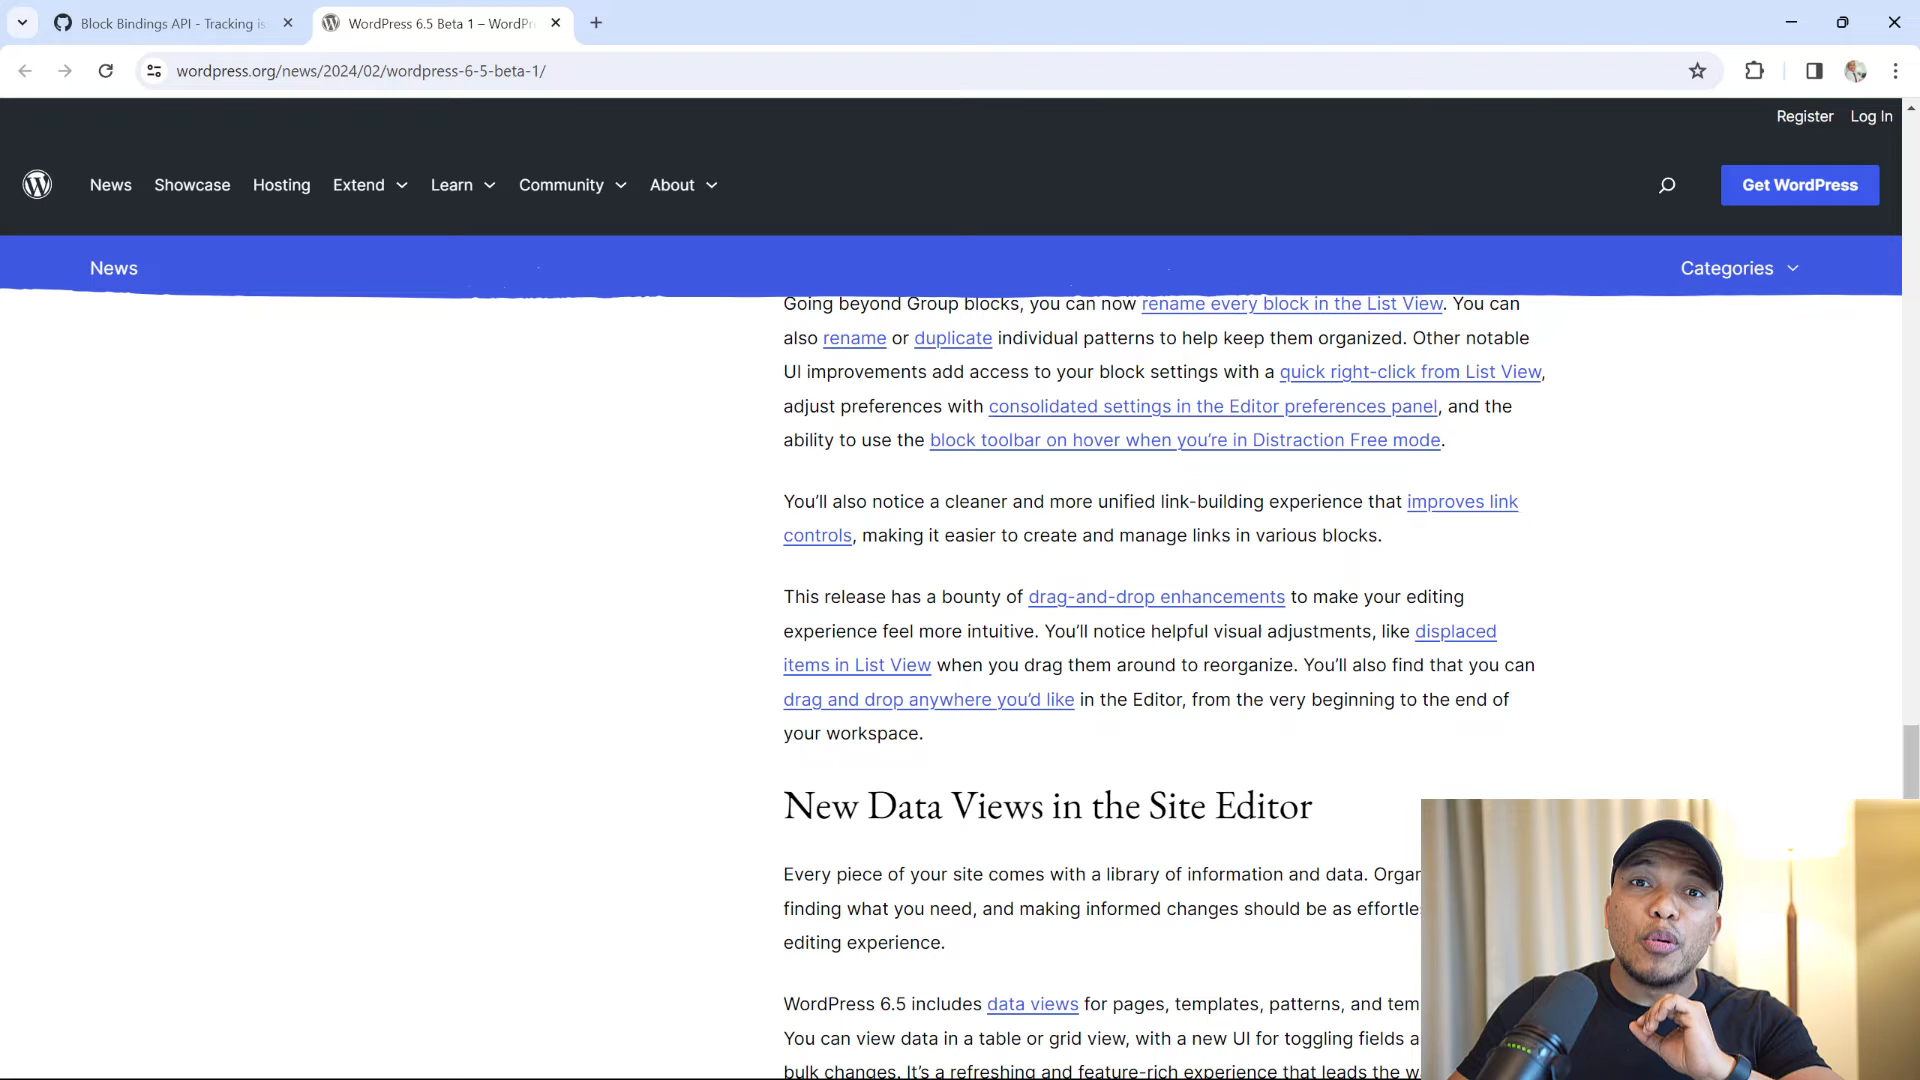 Block Bindings API - Tracking is
WordPress 6.5 Beta 1 – WordPr
wordpress.org/news/2024/02/wordpress-6-5-beta-1/
Register Log In
News Showcase Hosting Extend Learn Community About
Get WordPress
News
Categories
Going beyond Group blocks, you can now rename every block in the List View. You can
also rename or duplicate individual patterns to help keep them organized. Other notable
UI improvements add access to your block settings with a quick right-click from List View,
adjust preferences with consolidated settings in the Editor preferences panel, and the
ability to use the block toolbar on hover when you’re in Distraction Free mode.
You’ll also notice a cleaner and more unified link-building experience that improves link
controls, making it easier to create and manage links in various blocks.
This release has a bounty of drag-and-drop enhancements to make your editing
experience feel more intuitive. You’ll notice helpful visual adjustments, like displaced
items in List View when you drag them around to reorganize. You’ll also find that you can
drag and drop anywhere you’d like in the Editor, from the very beginning to the end of
your workspace.
New Data Views in the Site Editor
Every piece of your site comes with a library of information and data. Organ
finding what you need, and making informed changes should be as effortle
editing experience.
WordPress 6.5 includes data views for pages, templates, patterns, and tem
You can view data in a table or grid view, with a new UI for toggling fields a
bulk changes. It’s a refreshing and feature-rich experience that leads the w